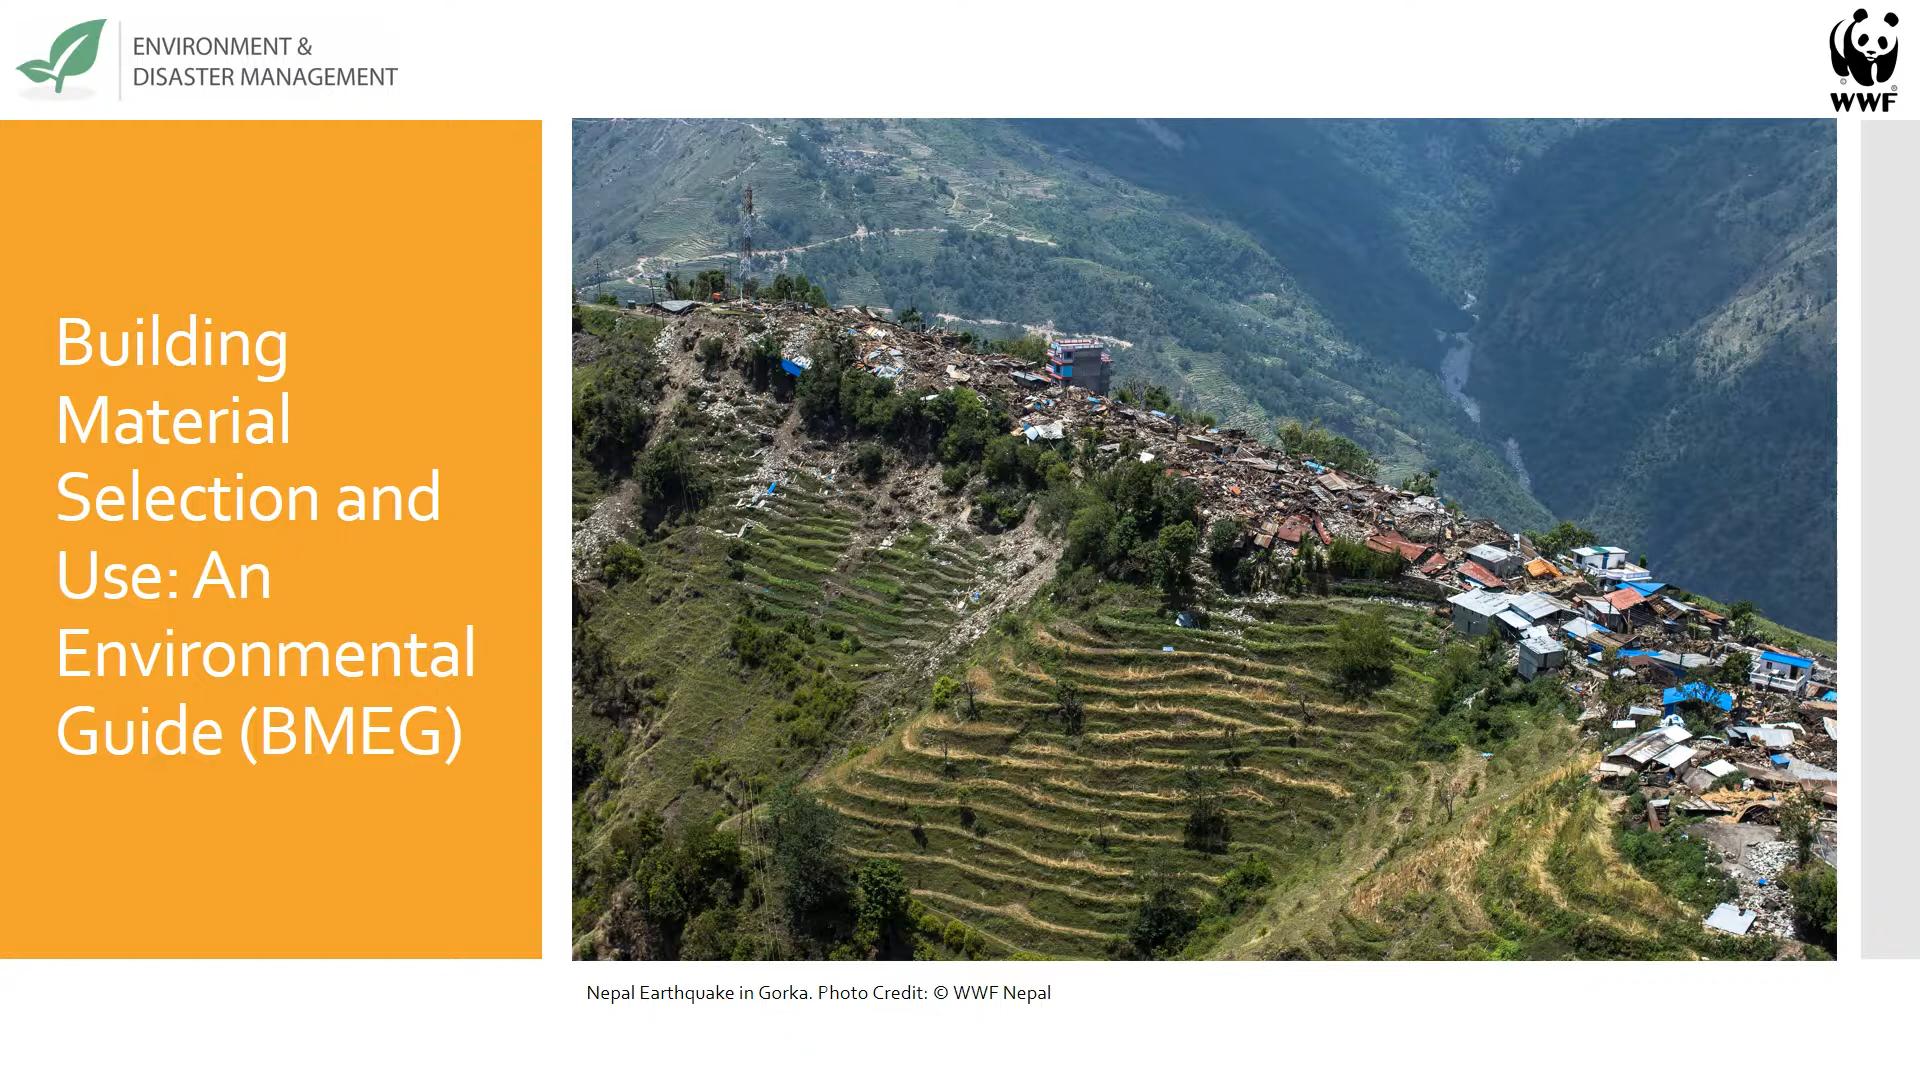 ENVIRONMENT &
DISASTER MANAGEMENT
WWF
Building
Material
Selection and
Use: An
Environmental
Guide (BMEG)
Nepal Earthquake in Gorka. Photo Credit: © WWF Nepal